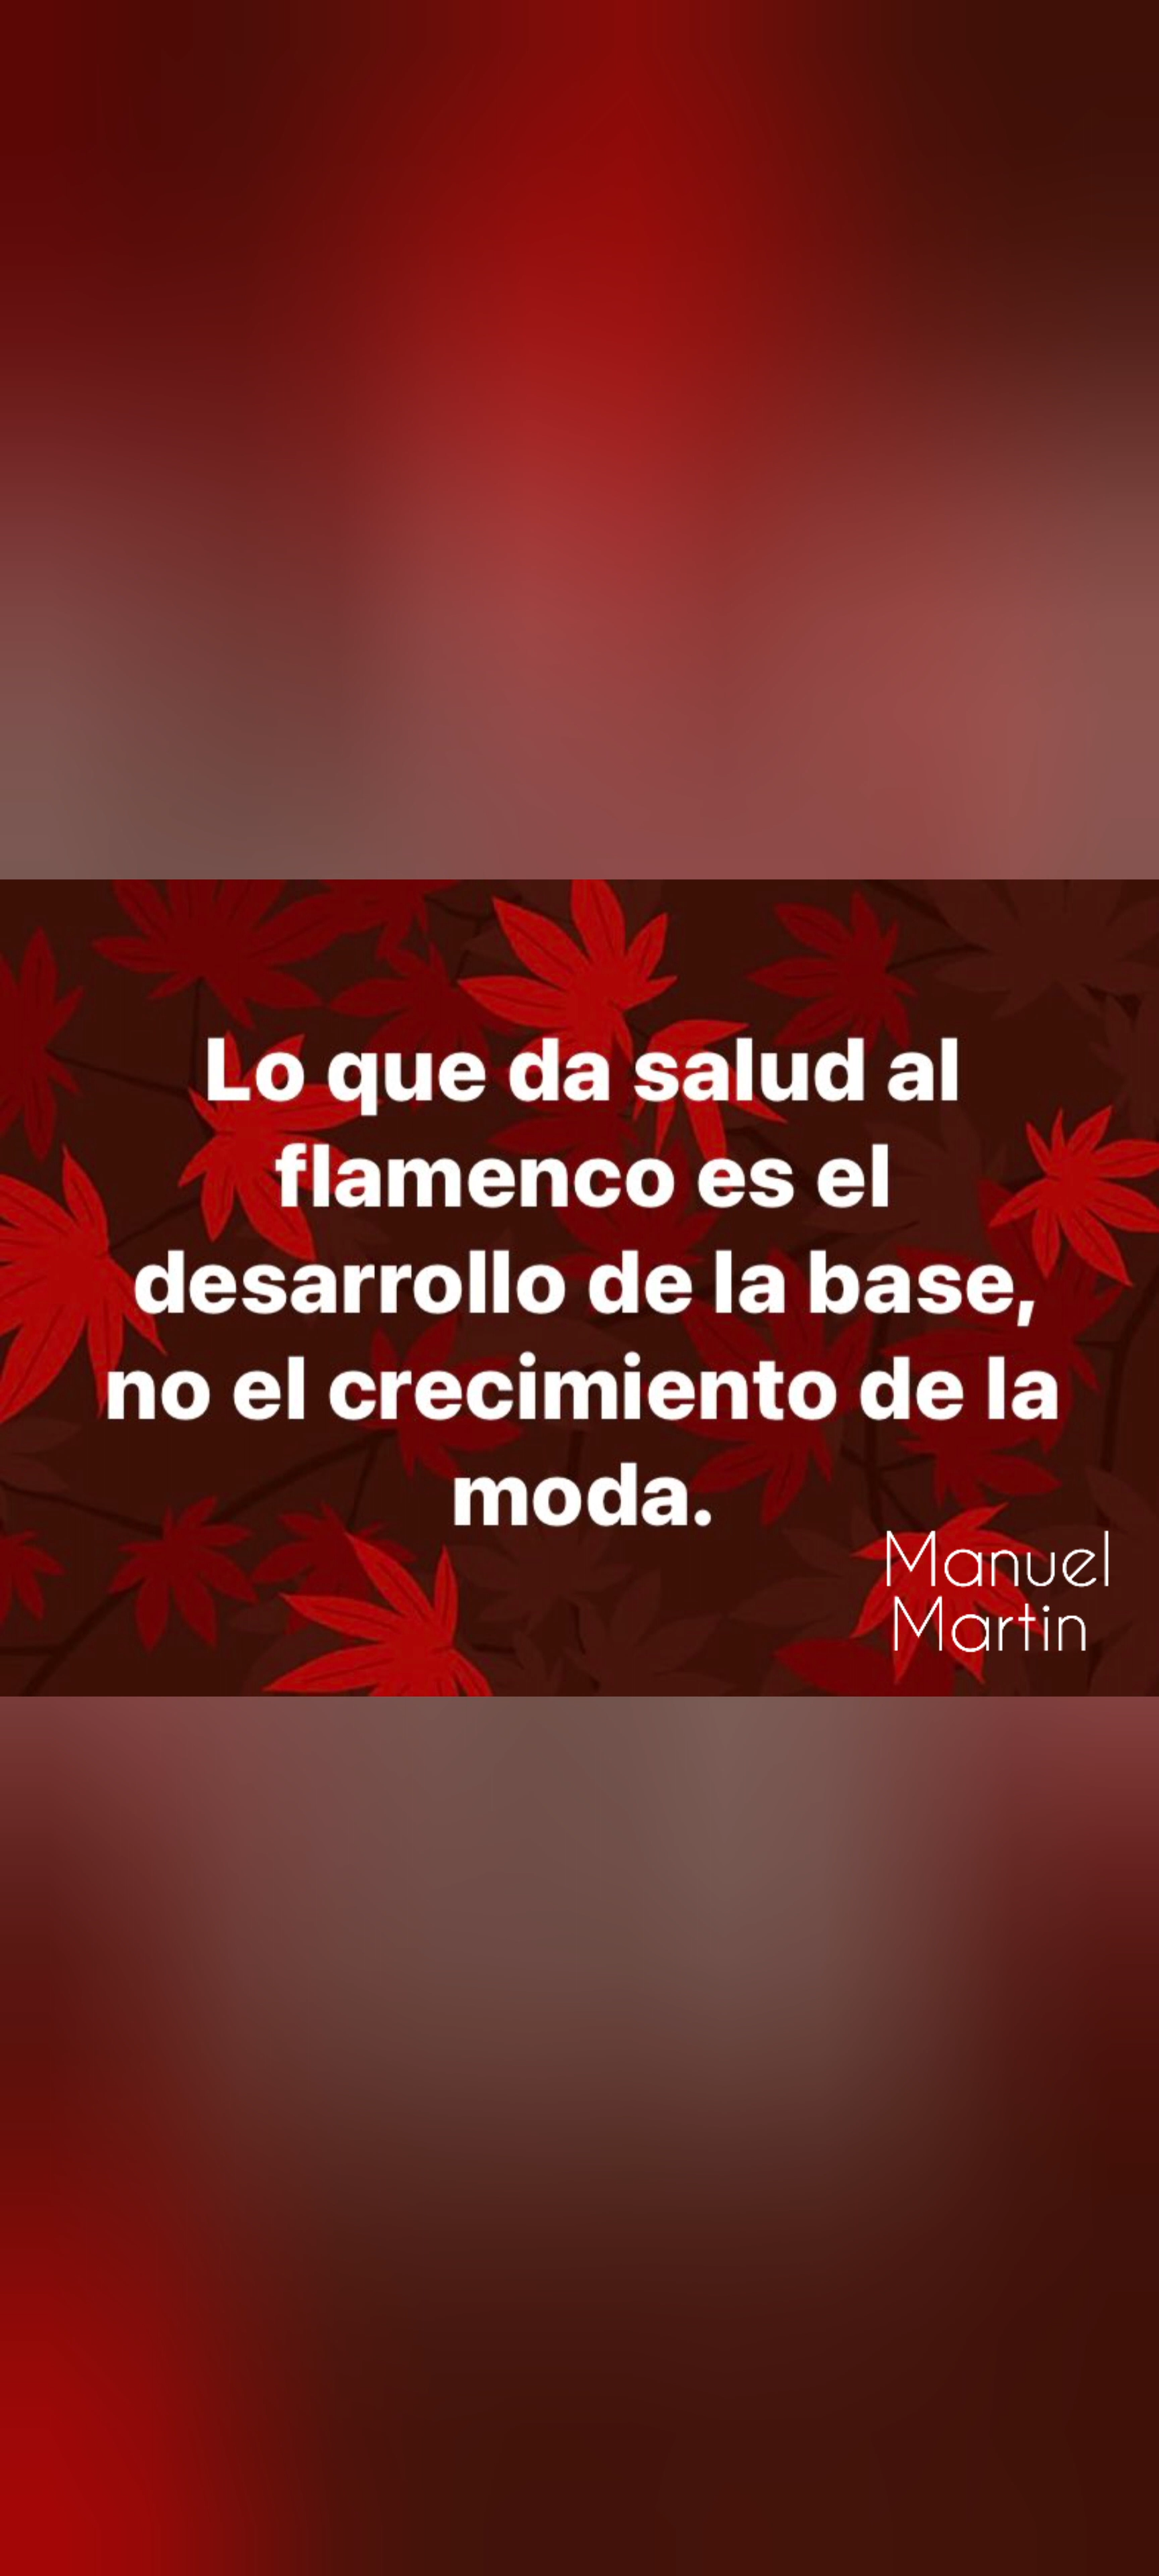 Lo que da salud al
flamenco es el
desarrollo de la base,
no el crecimiento de la
moda.
Manuel
Martin